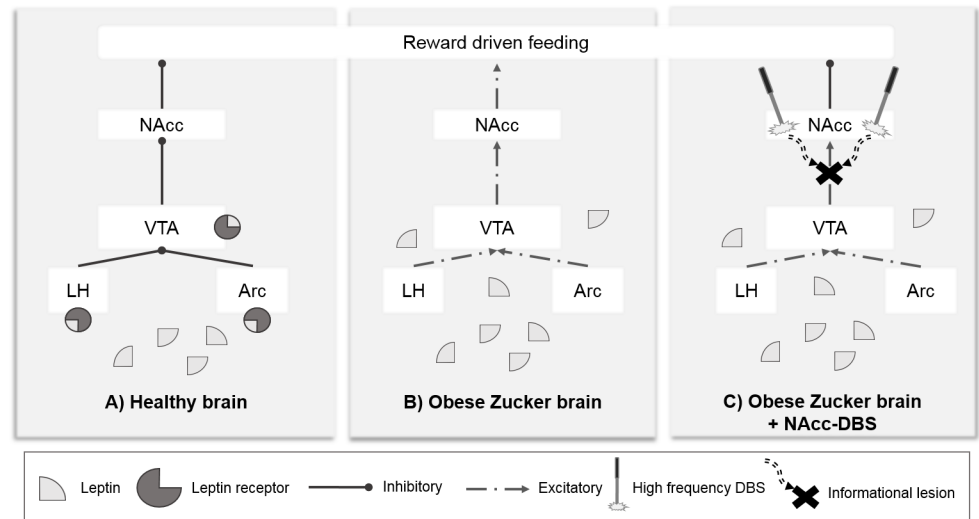 Reward driven feeding
NAcc
NAcc
NAcc
VTA
VTA
VTA
LH
Arc
LH
Arc
LH
Arc
A) Healthy brain
B) Obese Zucker brain
C) Obese Zucker brain
+ NAcc-DBS
Leptin
Leptin receptor
Inhibitory
Excitatory
High frequency DBS
Informational lesion